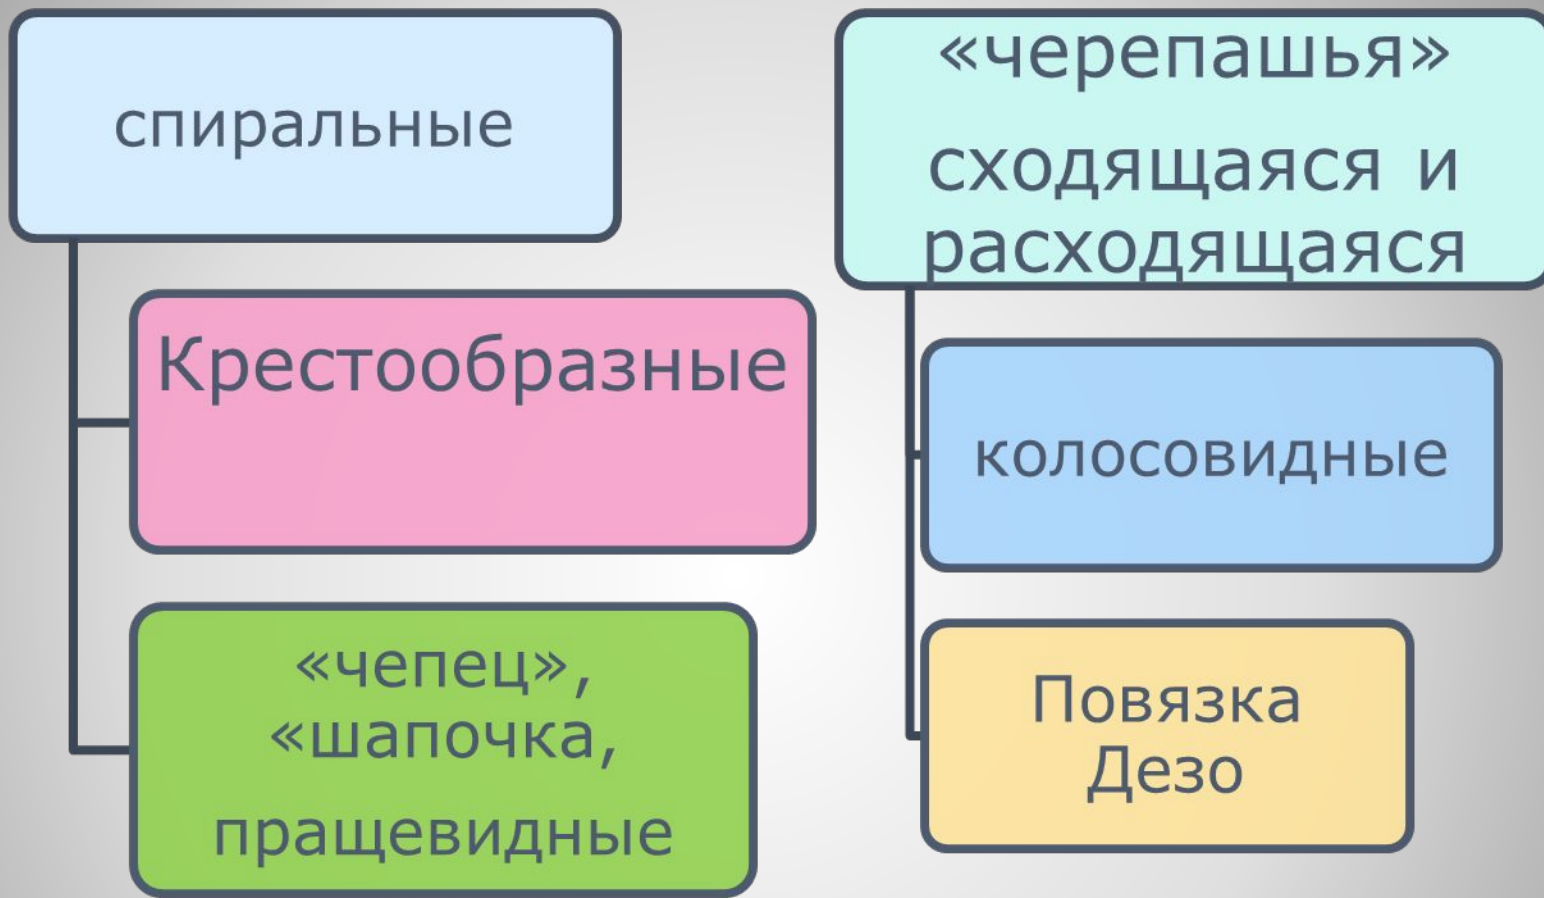 спиральные
Крестообразные
«чепец»,
«шапочка,
пращевидные
«черепашья»
сходящаяся и
расходящаяся
колосовидные
Повязка
Дезо